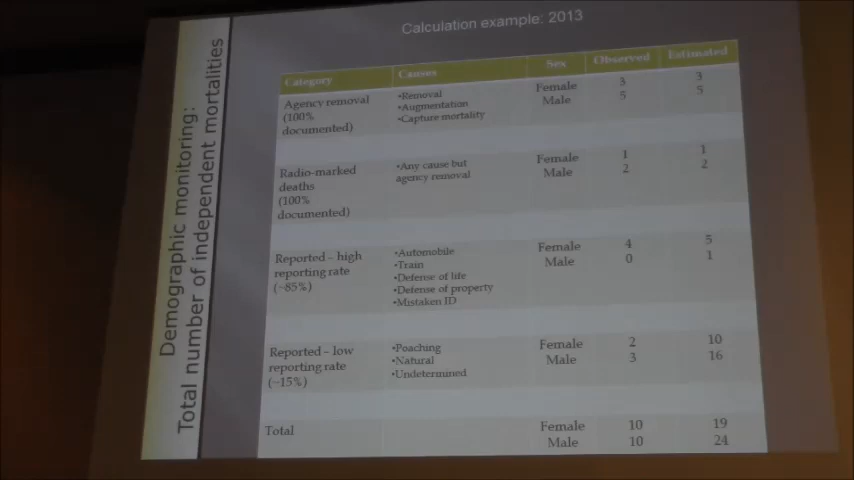 Calculation example: 2013
Demographic monitoring:
Total number of independent mortalities
Category Causes Sex Observed Estimated
Agency removal
(100%
documented)
•Removal
•Augmentation
•Capture mortality
Female 3 3
Male 5 5
Radio-marked
deaths
(100%
documented)
•Any cause but
agency removal
Female 1 1
Male 2 2
Reported – high
reporting rate
(~85%)
•Automobile
•Train
•Defense of life
•Defense of property
•Mistaken ID
Female 4 5
Male 0 1
Reported – low
reporting rate
(~15%)
•Poaching
•Natural
•Undetermined
Female 2 10
Male 3 16
Total
Female 10 19
Male 10 24